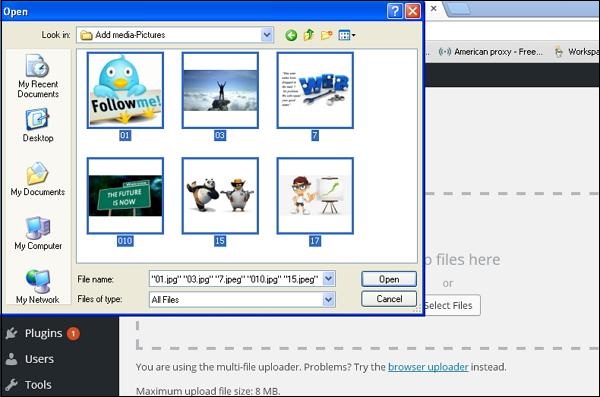 Open
Look in:
Add media-Pictures
My Recent
Documents
Desktop
My Documents
My Computer
My Network
Follow me!
01
03
WEB
7
THE FUTURE
IS NOW
010
15
17
File name:
"01.jpg" "03.jpg" "7.jpeg" "010.jpg" "15.jpeg"
Open
Files of type:
All Files
Cancel
American proxy - Free...
Workspa
o files here
or
Select Files
Plugins 1
Users
Tools
You are using the multi-file uploader. Problems? Try the browser uploader instead.
Maximum upload file size: 8 MB.